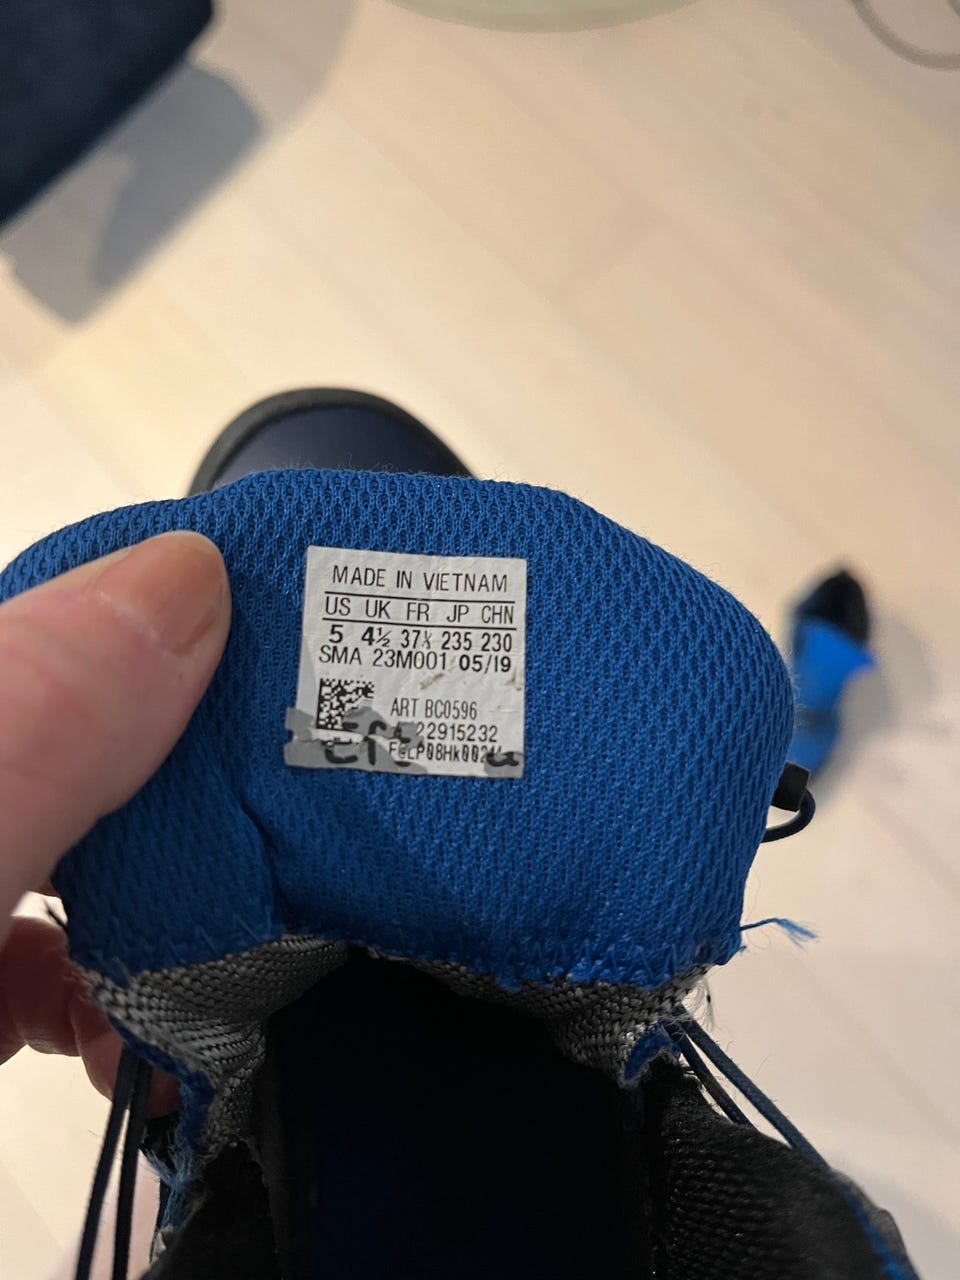 MADE IN VIETNAM
US UK FR JP CHN
5 4½ 37⅓ 235 230
SMA 23M001 05/19
ART BC0596
22915232